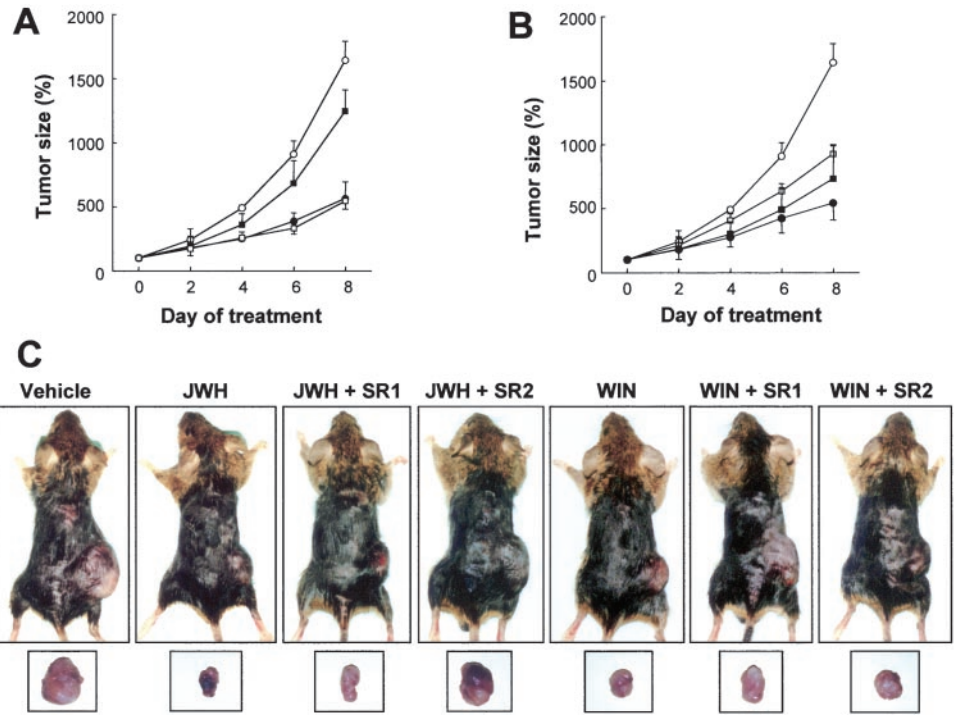 A
B
2000
1500
1000
500
0
Tumor size (%)
0 2 4 6 8
Day of treatment
2000
1500
1000
500
0
Tumor size (%)
0 2 4 6 8
Day of treatment
C
Vehicle
JWH
JWH + SR1
JWH + SR2
WIN
WIN + SR1
WIN + SR2